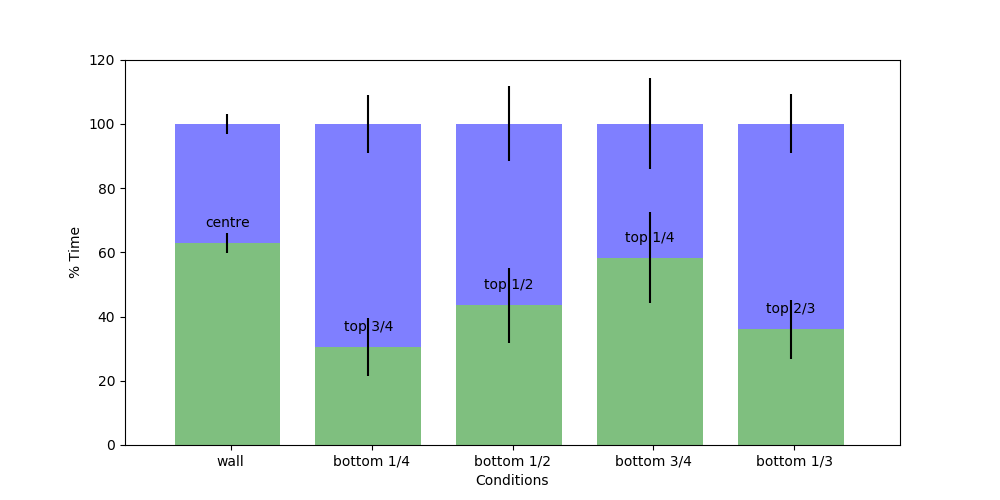 120
100
80
60
40
20
0
% Time
centre
top 3/4
top 1/2
top 1/4
top 2/3
wall
bottom 1/4
bottom 1/2
bottom 3/4
bottom 1/3
Conditions